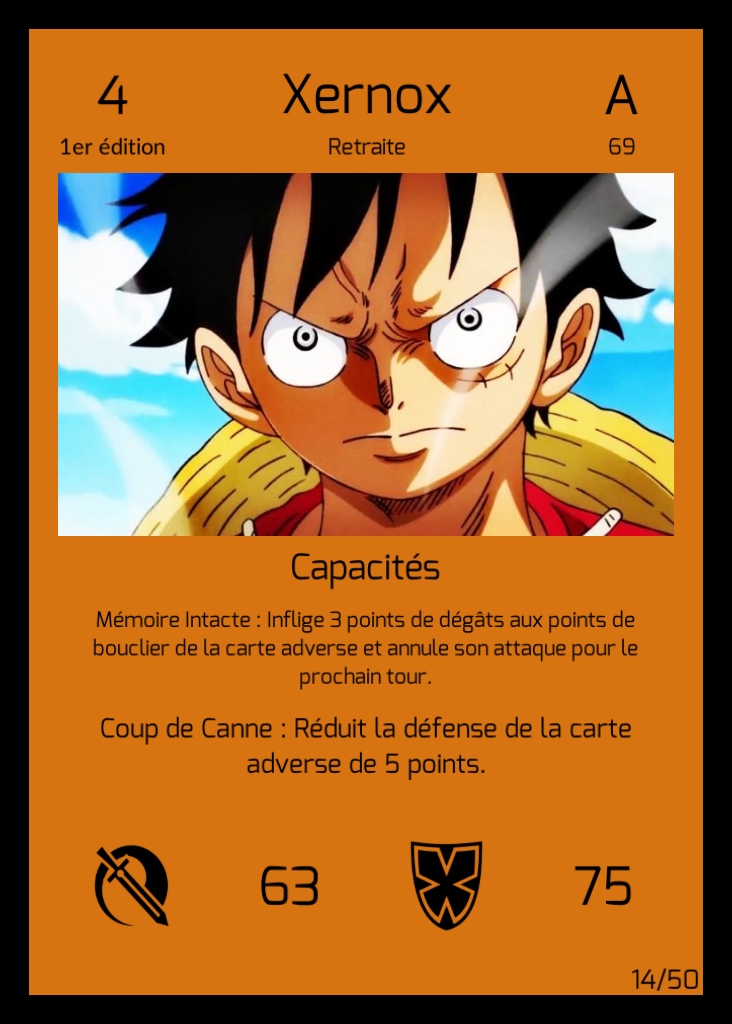 4 Xernox A
1er édition Retraite 69
Capacités
Mémoire Intacte : Inflige 3 points de dégâts aux points de
bouclier de la carte adverse et annule son attaque pour le
prochain tour.
Coup de Canne : Réduit la défense de la carte
adverse de 5 points.
63 75
14/50